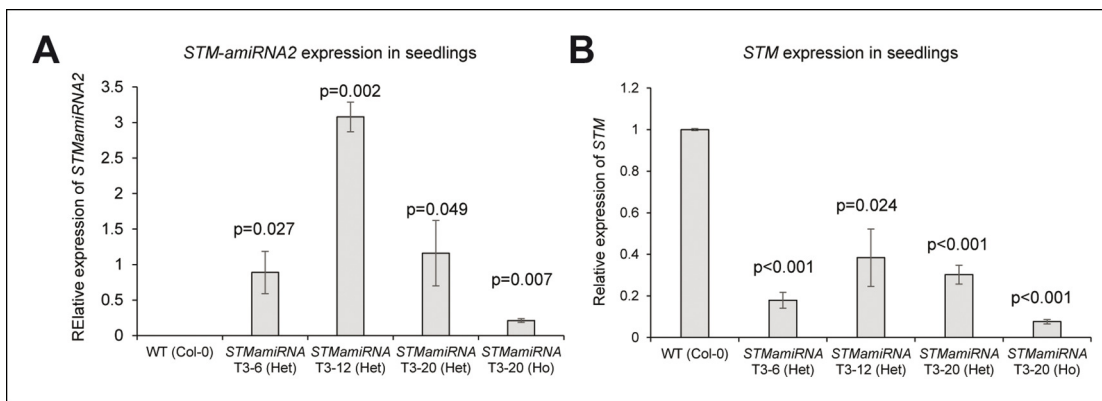 A
STM-amiRNA2 expression in seedlings
RElative expression of STMamiRNA2
3.5
3
2.5
2
1.5
1
0.5
0
p=0.027
p=0.002
p=0.049
p=0.007
WT (Col-0)
STMamiRNA
T3-6 (Het)
STMamiRNA
T3-12 (Het)
STMamiRNA
T3-20 (Het)
STMamiRNA
T3-20 (Ho)
B
STM expression in seedlings
Relative expression of STM
1.2
1
0.8
0.6
0.4
0.2
0
p<0.001
p=0.024
p<0.001
p<0.001
WT (Col-0)
STMamiRNA
T3-6 (Het)
STMamiRNA
T3-12 (Het)
STMamiRNA
T3-20 (Het)
STMamiRNA
T3-20 (Ho)